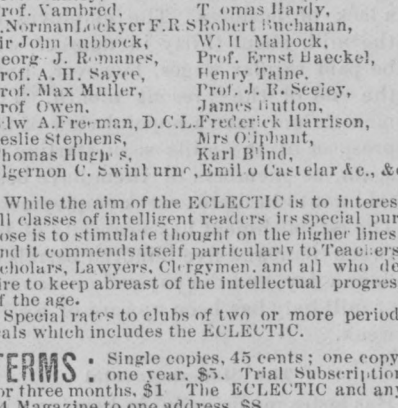 rof. Vambred, T omas Hardy,
.Norman Lockyer F.R S Robert Buchanan,
ir John Lubbock, W. H Mallock,
eorg J. Romanes, Prof. Ernst Haeckel,
rof. A. H. Sayce, Henry Taine.
rof. Max Muller, Prof. J. R. Seeley,
rof Owen, James Hutton,
dw A.Freeman, D.C.L. Frederick Harrison,
eslie Stephens, Mrs Oliphant,
homas Hugh s, Karl Blind,
lgernon C. Swinburne, Emilio Castelar &c., &
While the aim of the ECLECTIC is to interes
ll classes of intelligent readers its special pur
ose is to stimulate thought on the higher lines
nd it commends itself particularly to Teachers
cholars, Lawyers, Clergymen. and all who de
ire to keep abreast of the intellectual progres
f the age.
Special rates to clubs of two or more period
als which includes the ECLECTIC.
TERMS: Single copies, 45 cents; one copy
one year, $5. Trial Subscription
or three months, $1 The ECLECTIC and any
4 Magazine to one address, $8